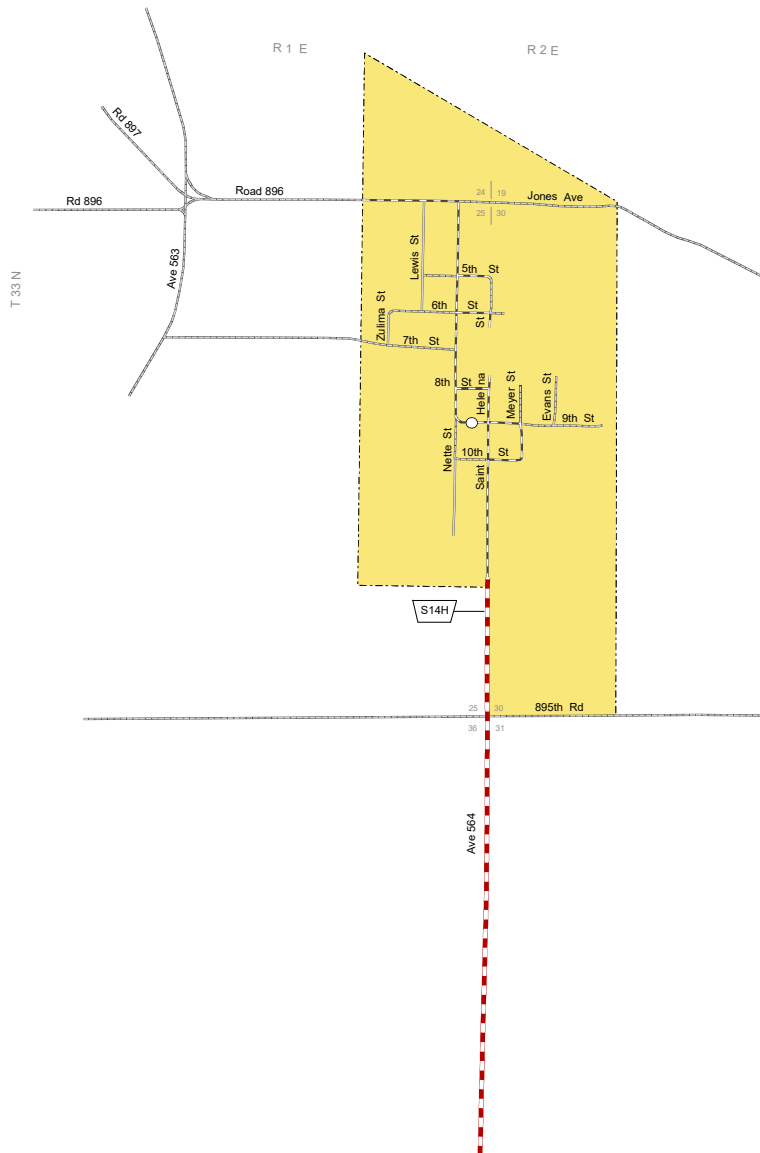 R 1 E
R 2 E
Rd 897
24 19
Road 896
Jones Ave
Rd 896
25 30
Lewis St
Ave 563
5th St
T 33 N
Zulima St
6th St
St
7th St
8th St
Helena
Meyer St
Evans St
9th St
Nette St
10th St
Saint
S14H
25 30
895th Rd
36 31
Ave 564